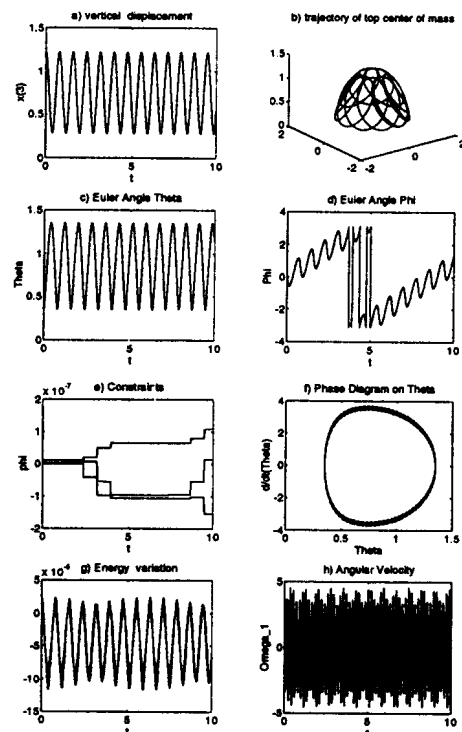 a) vertical displacement
1.5
1
0.5
0
x(3)
0 5 10
t
b) trajectory of top center of mass
1.5
1
0.5
0
2
0
-2 -2
0
2
c) Euler Angle Theta
1.5
1
0.5
0
Theta
0 5 10
t
d) Euler Angle Phi
4
2
0
-2
-4
Phi
0 5 10
t
e) Constraints
x 10^-7
2
1
0
-1
-2
phi
0 5 10
t
f) Phase Diagram on Theta
4
2
0
-2
-4
d/dt(Theta)
0 0.5 1 1.5
Theta
g) Energy variation
5
0
-5
-10
-15
0 5 10
t
h) Angular Velocity
5
0
-5
Omega_1
0 5 10